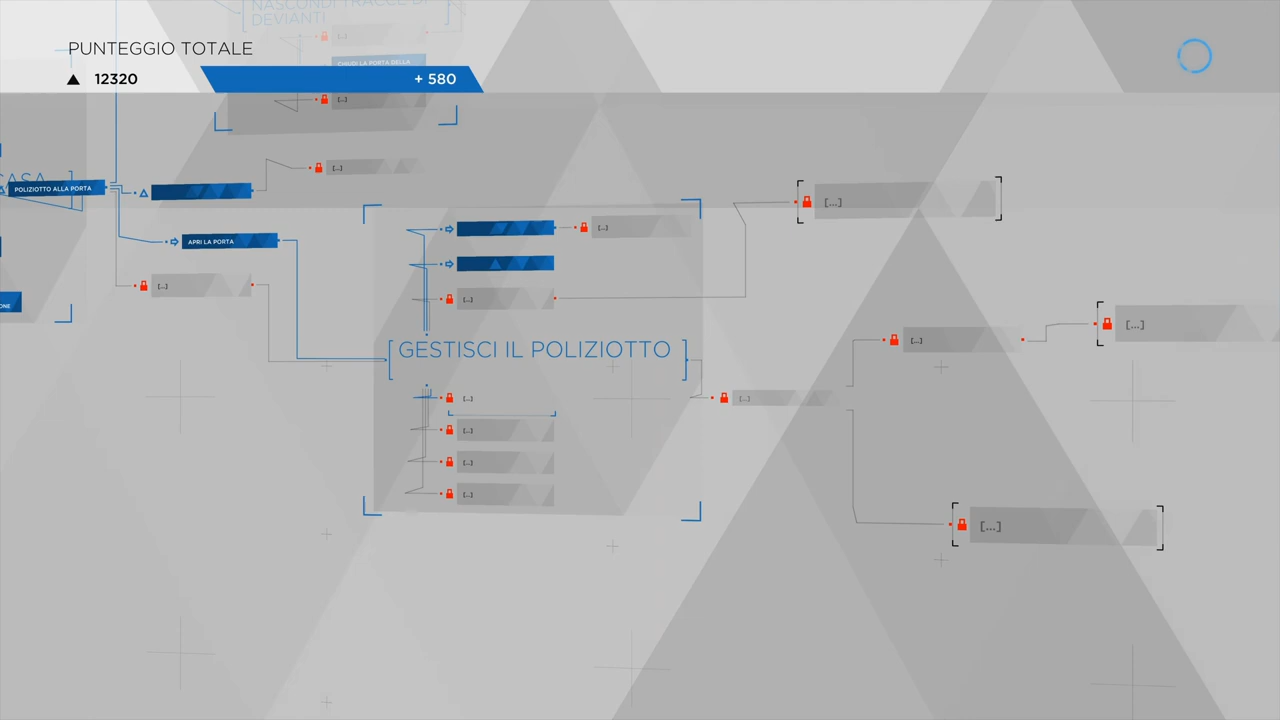 NASCONDI TRACCE DI
DEVIANTI
PUNTEGGIO TOTALE
12320
+ 580
CHIUDI LA PORTA DELLA
[...]
[...]
CASA
POLIZIOTTO ALLA PORTA
[...]
APRI LA PORTA
[...]
[...]
[...]
[...]
GESTISCI IL POLIZIOTTO
[...]
[...]
[...]
[...]
[...]
[...]
[...]
[...]
[...]